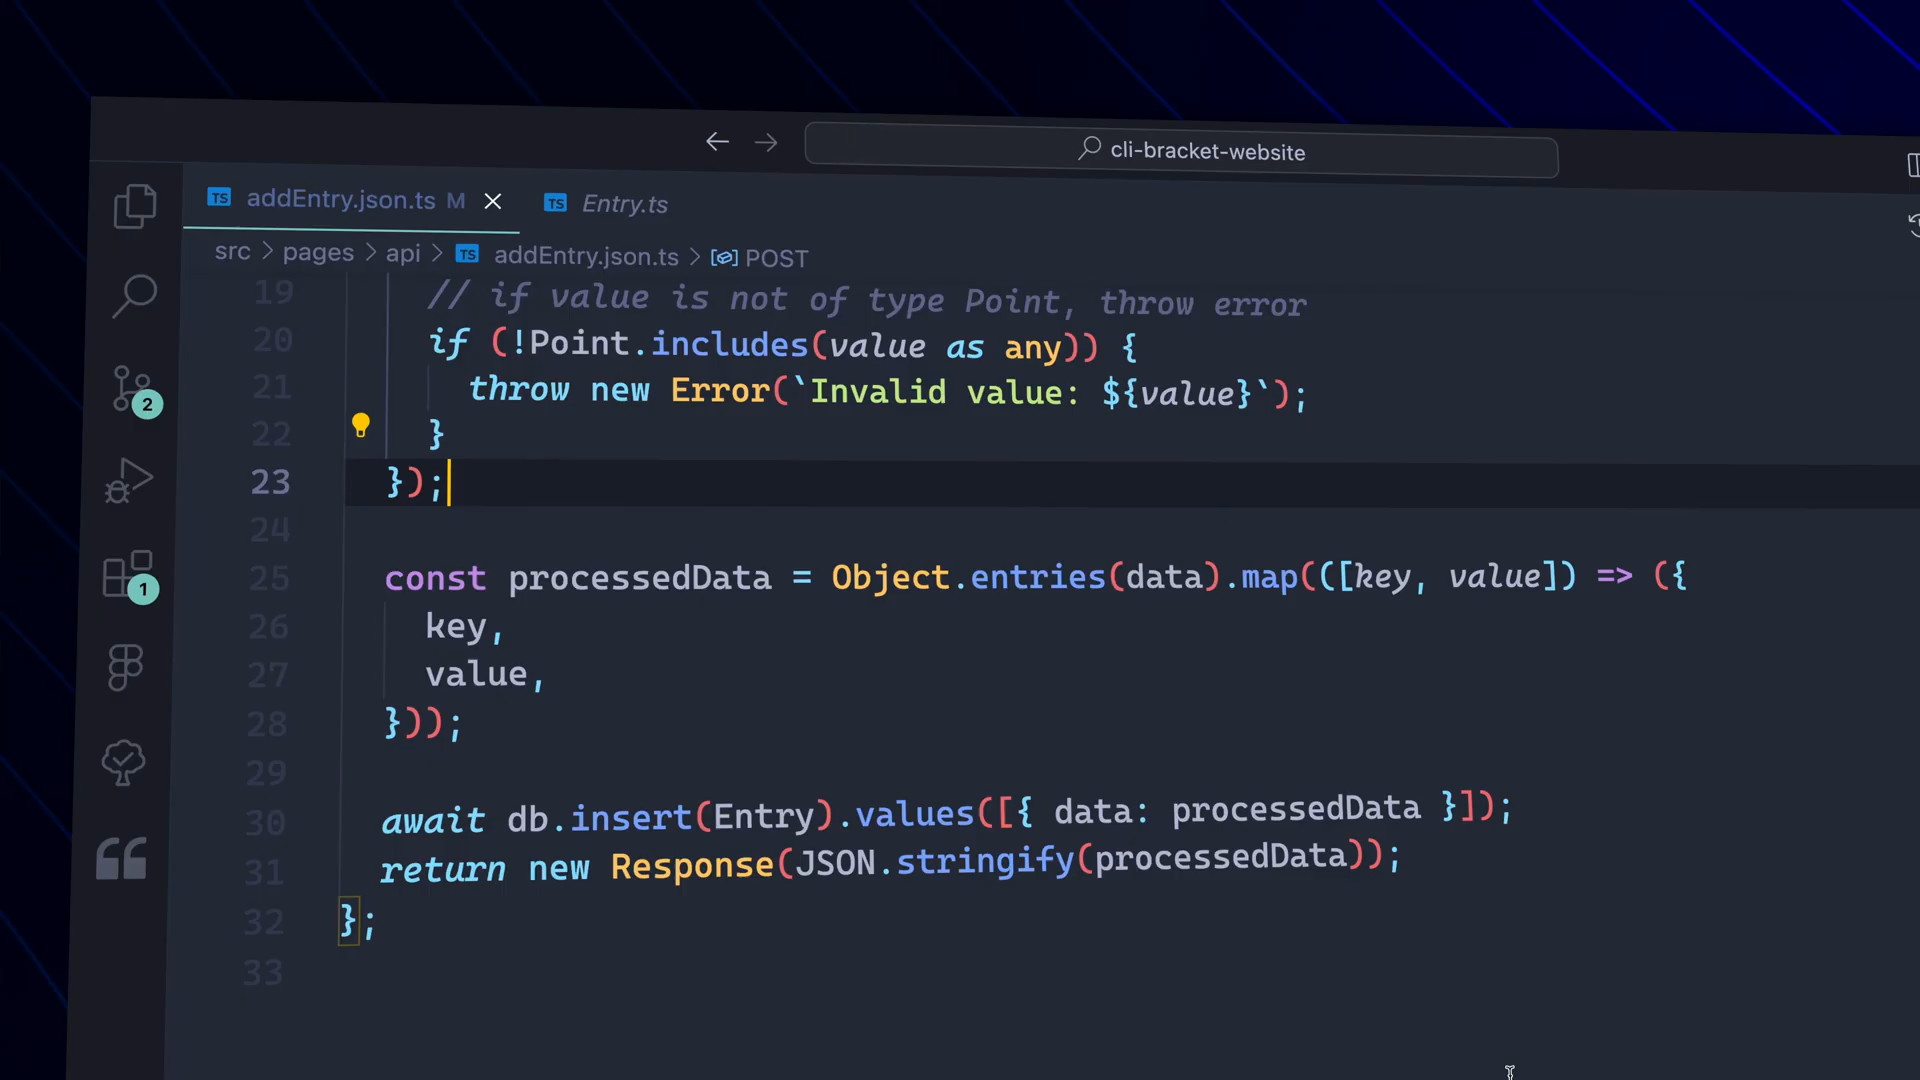 cli-bracket-website
TS addEntry.json.ts M
TS Entry.ts
src > pages > api > TS addEntry.json.ts > POST
19 // if value is not of type Point, throw error
20 if (!Point.includes(value as any)) {
21 throw new Error(`Invalid value: ${value}`);
22 }
23 });
24
25 const processedData = Object.entries(data).map(([key, value]) => ({
26 key,
27 value,
28 }));
29
30 await db.insert(Entry).values([{ data: processedData }]);
31 return new Response(JSON.stringify(processedData));
32 };
33
2
1